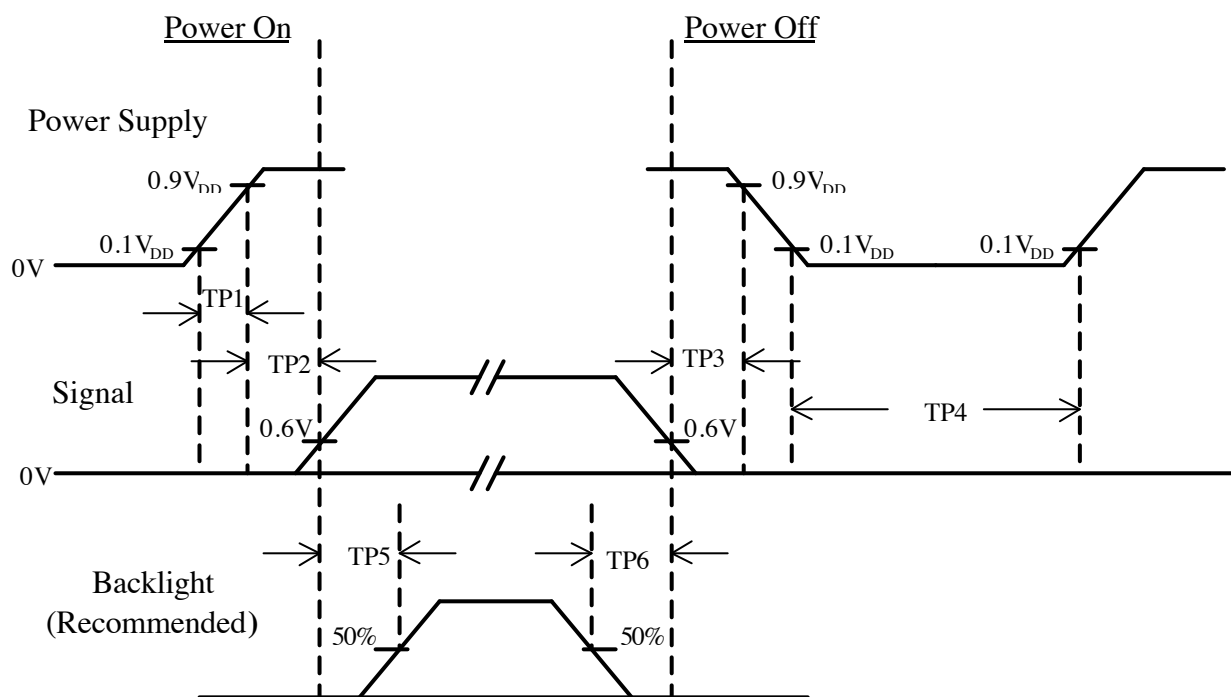 Power On
Power Off
Power Supply
0.9VDD
0.9VDD
0.1VDD
0.1VDD
0.1VDD
0V
TP1
TP2
TP3
Signal
TP4
0.6V
0.6V
0V
TP5
TP6
Backlight
(Recommended)
50%
50%